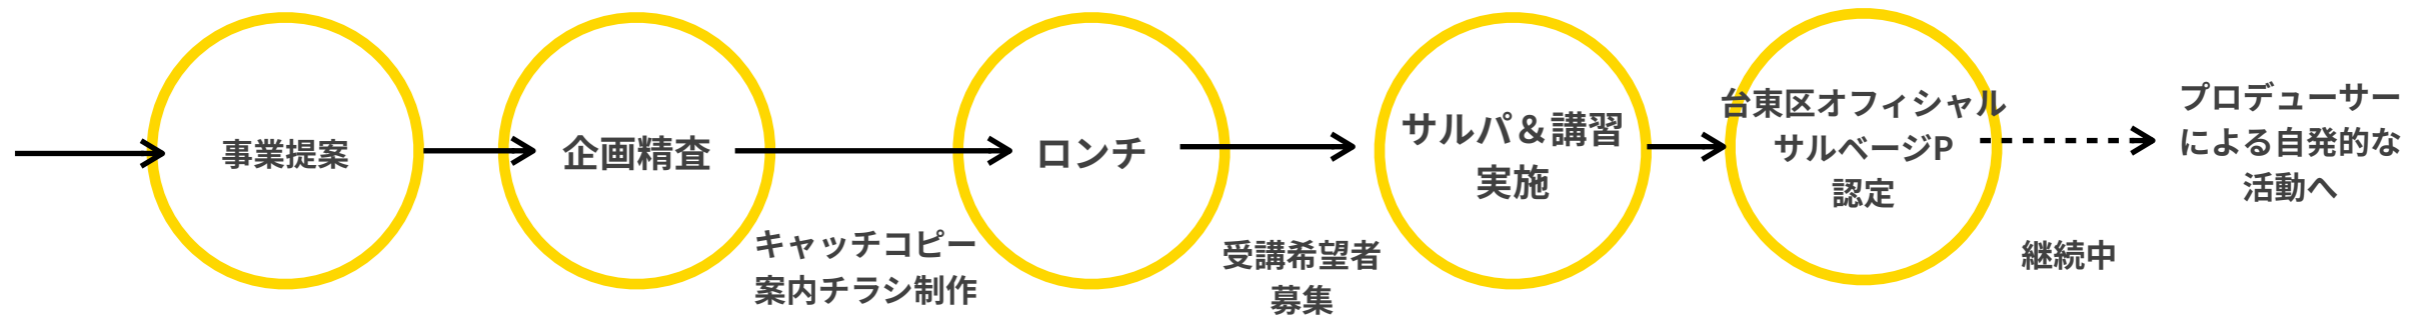 事業提案
企画精査
キャッチコピー
案内チラシ制作
ロンチ
受講希望者
募集
サルパ＆講習
実施
台東区オフィシャル
サルベージP
認定
継続中
プロデューサー
による自発的な
活動へ